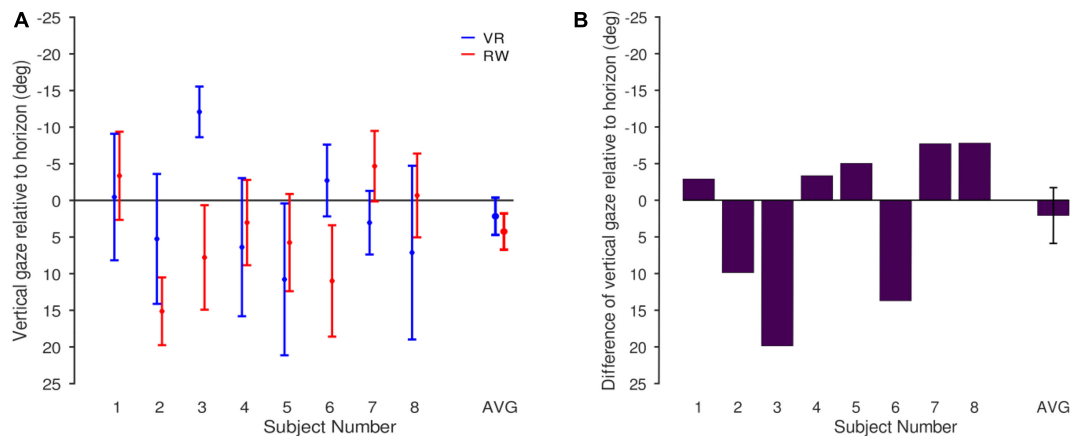 A
Vertical gaze relative to horizon (deg)
-25
-20
-15
-10
-5
0
5
10
15
20
25
VR
RW
1 2 3 4 5 6 7 8 AVG
Subject Number
B
Difference of vertical gaze relative to horizon (deg)
-25
-20
-15
-10
-5
0
5
10
15
20
25
1 2 3 4 5 6 7 8 AVG
Subject Number